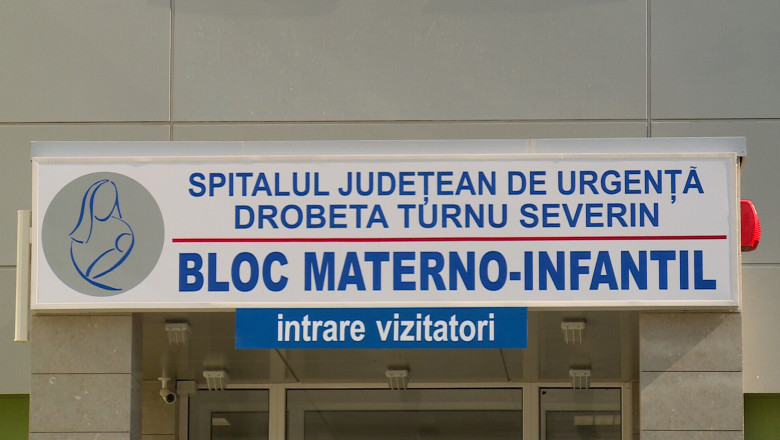 SPITALUL JUDEȚEAN DE URGENȚĂ
DROBETA TURNU SEVERIN
BLOC MATERNO-INFANTIL
intrare vizitatori